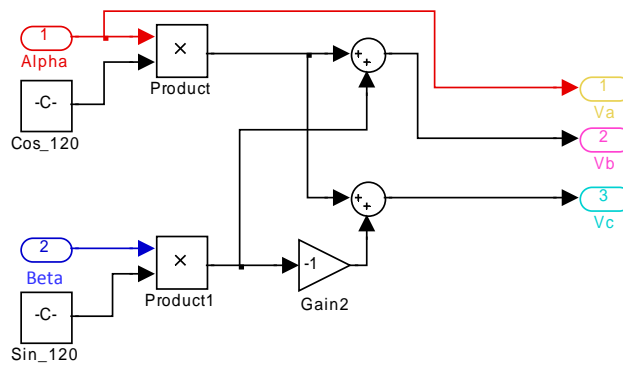 1
Alpha
×
Product
-C-
Cos_120
++
++
1
Va
2
Vb
3
Vc
2
Beta
×
Product1
-1
Gain2
-C-
Sin_120